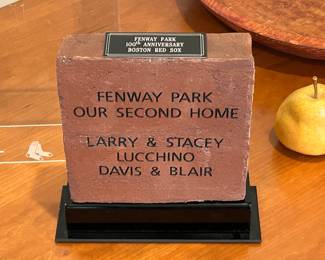 FENWAY PARK
100th ANNIVERSARY
BOSTON RED SOX
FENWAY PARK
OUR SECOND HOME
LARRY & STACEY
LUCCHINO
DAVIS & BLAIR